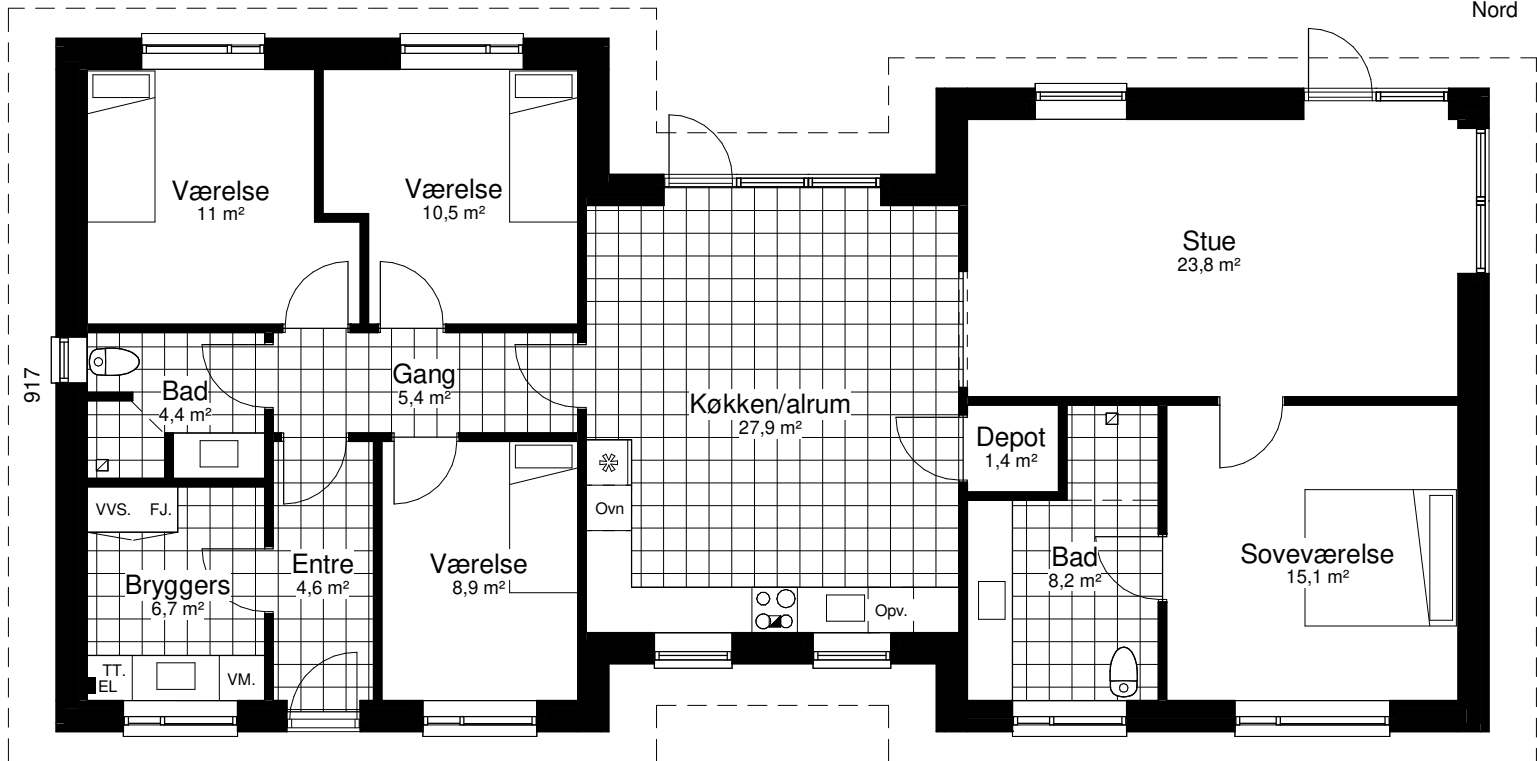 Nord
Værelse
11 m²
Værelse
10,5 m²
Stue
23,8 m²
917
Bad
4,4 m²
Gang
5,4 m²
Køkken/alrum
27,9 m²
Depot
1,4 m²
VVS. FJ.
Ovn
Bryggers
6,7 m²
Entre
4,6 m²
Værelse
8,9 m²
Bad
8,2 m²
Soveværelse
15,1 m²
Opv.
TT.
EL
VM.